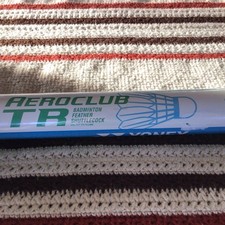 AEROCLUB
TR
BADMINTON
FEATHER
SHUTTLECOCK
YONEX